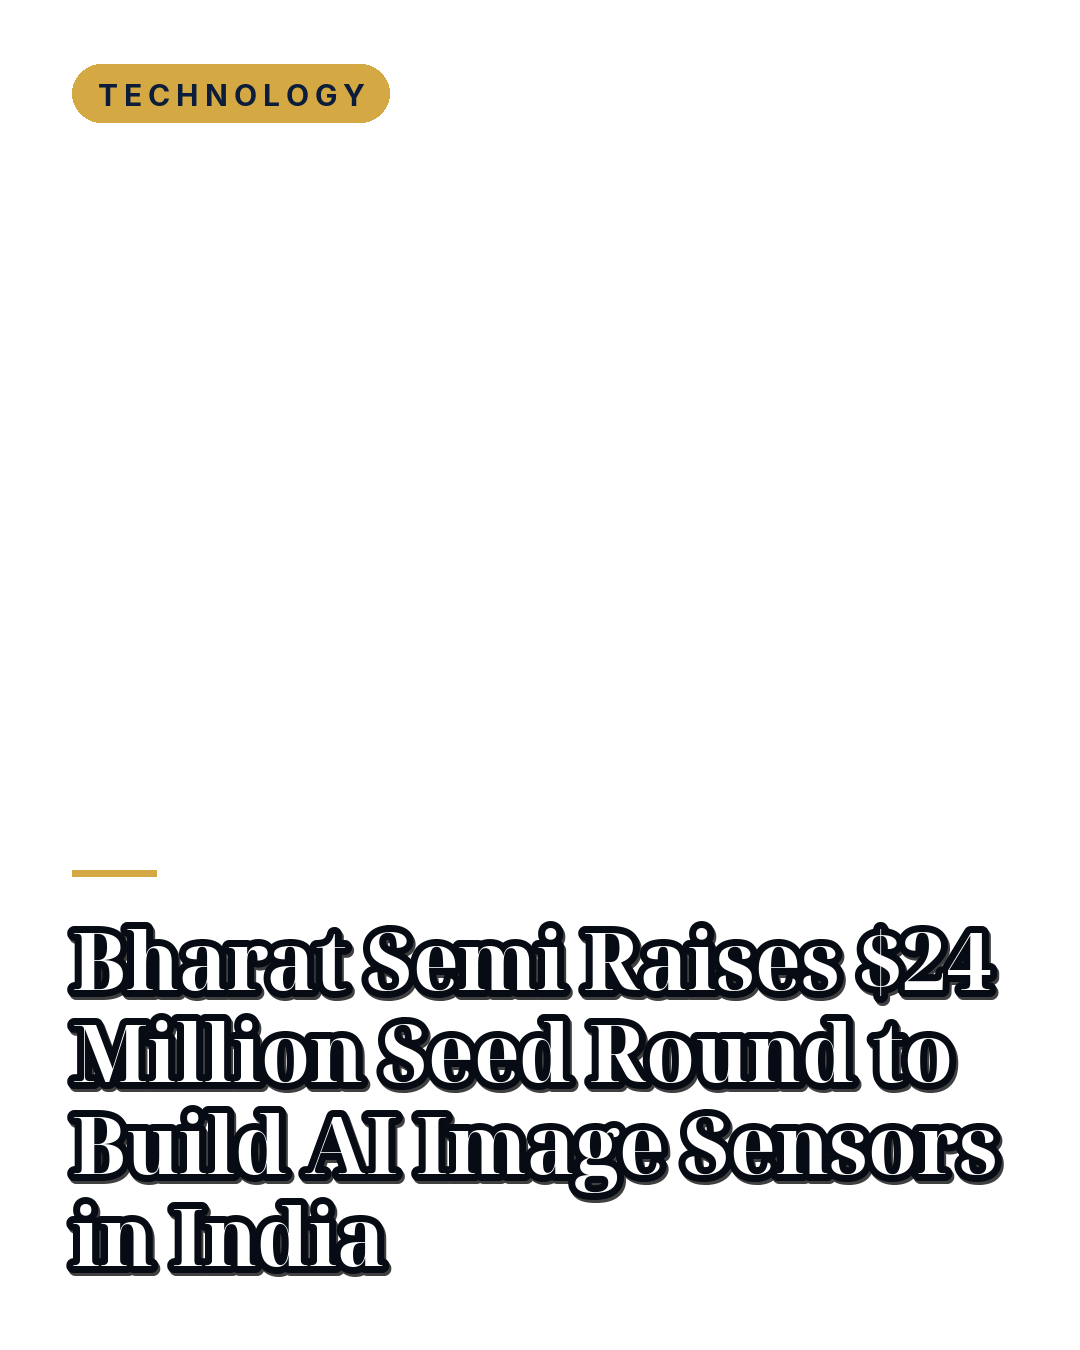 TECHNOLOGY
Bharat Semi Raises $24
Million Seed Round to
Build AI Image Sensors
in India